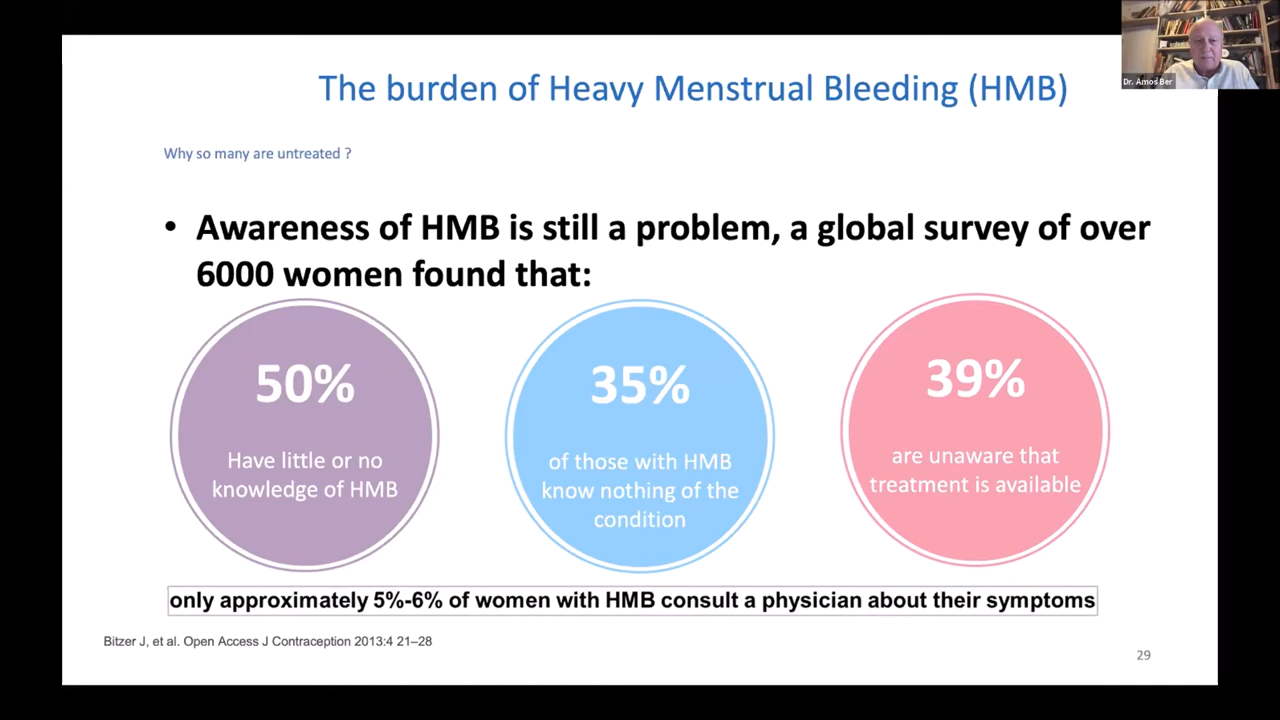 Dr. Amos Ber
The burden of Heavy Menstrual Bleeding (HMB)
Why so many are untreated ?
• Awareness of HMB is still a problem, a global survey of over
6000 women found that:
50%
Have little or no
knowledge of HMB
35%
of those with HMB
know nothing of the
condition
39%
are unaware that
treatment is available
only approximately 5%-6% of women with HMB consult a physician about their symptoms
Bitzer J, et al. Open Access J Contraception 2013:4 21–28
29